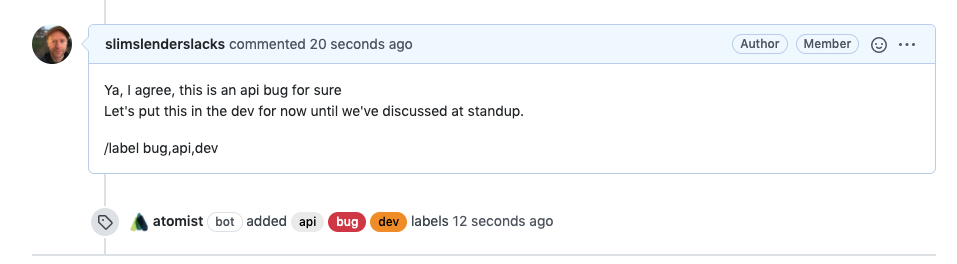 slimslenderslacks commented 20 seconds ago Author Member
Ya, I agree, this is an api bug for sure
Let's put this in the dev for now until we've discussed at standup.
/label bug,api,dev
atomist bot added api bug dev labels 12 seconds ago